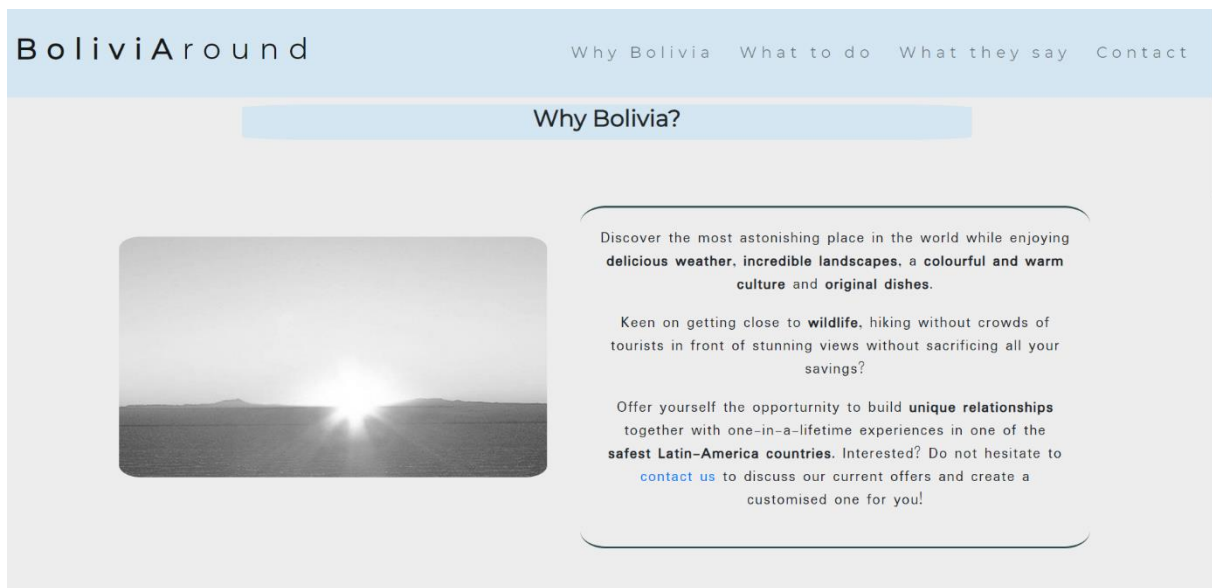 BoliviAround
Why Bolivia What to do What they say Contact
Why Bolivia?
Discover the most astonishing place in the world while enjoying
delicious weather, incredible landscapes, a colourful and warm
culture and original dishes.
Keen on getting close to wildlife, hiking without crowds of
tourists in front of stunning views without sacrificing all your
savings?
Offer yourself the opporturnity to build unique relationships
together with one-in-a-lifetime experiences in one of the
safest Latin-America countries. Interested? Do not hesitate to
contact us to discuss our current offers and create a
customised one for you!